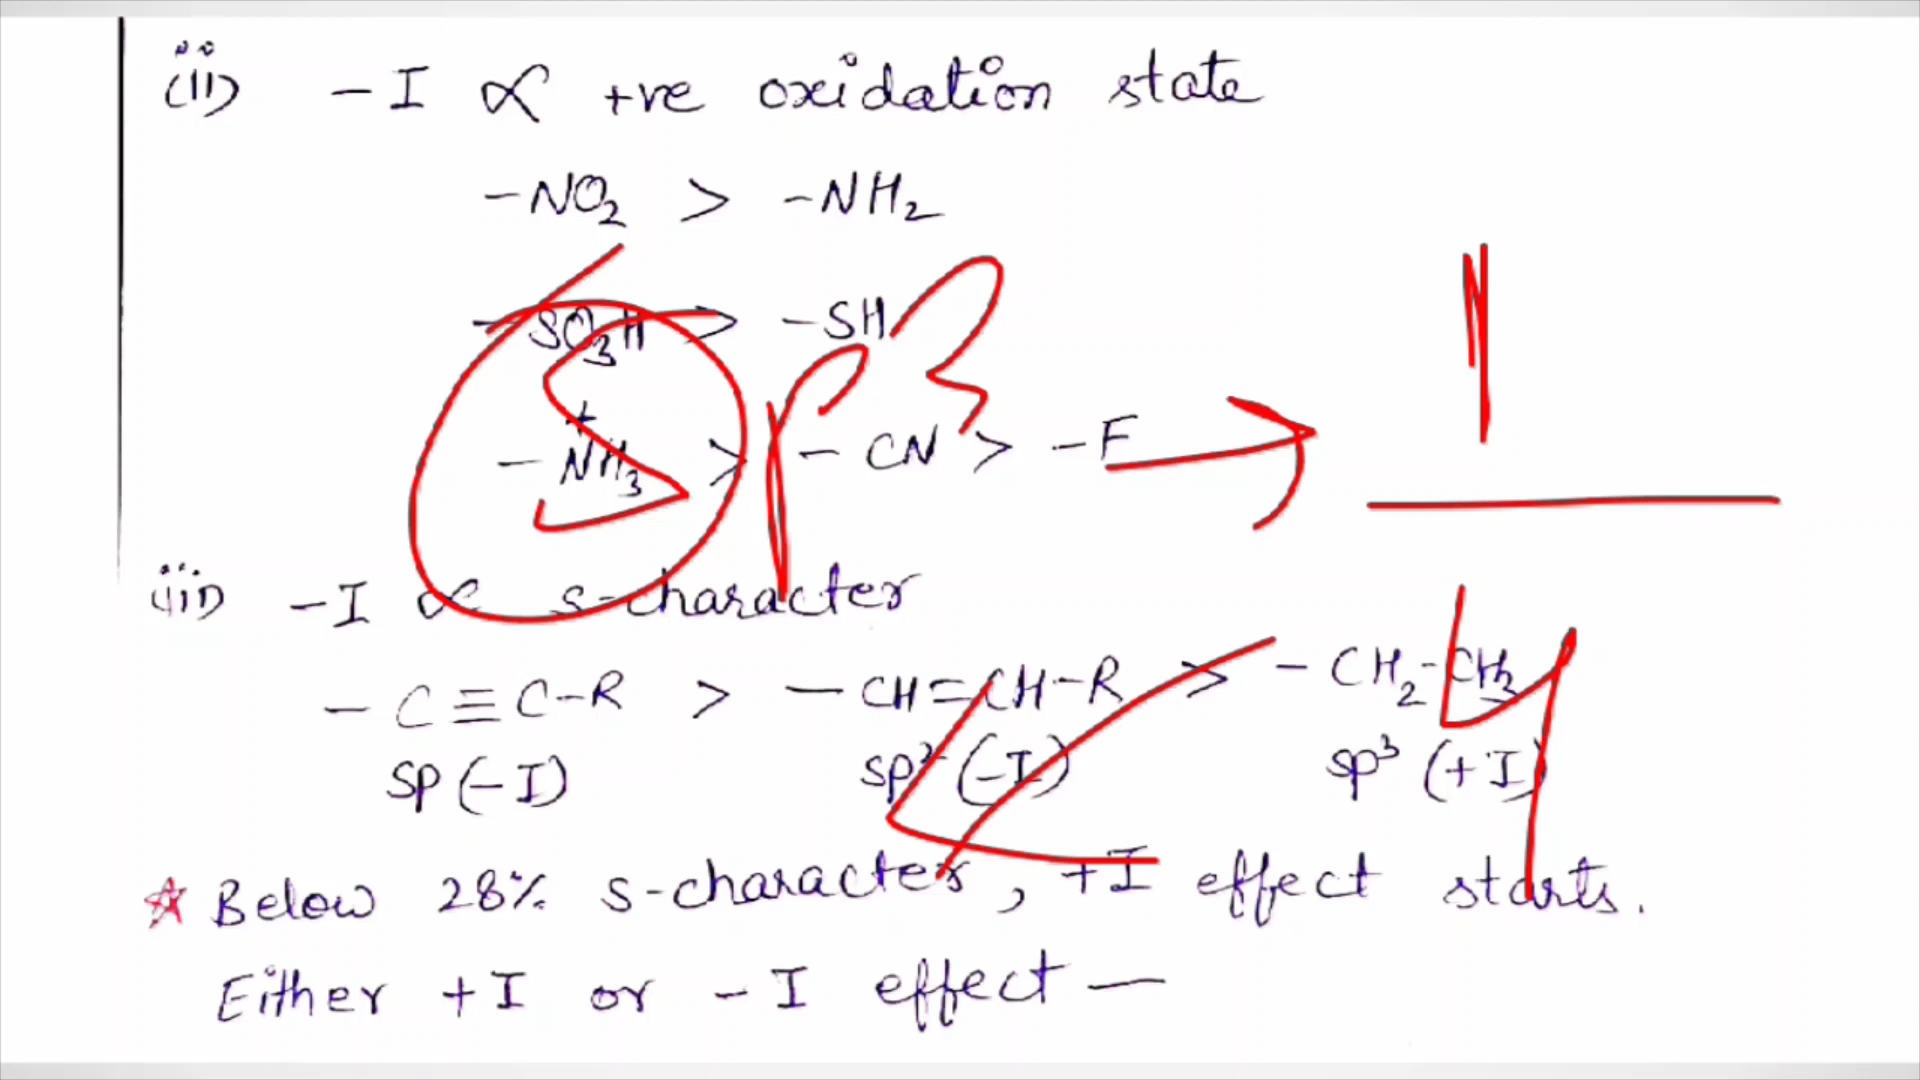 (ii) -I ∝ +ve oxidation state
-NO₂ > -NH₂
-SO₃H > -SH
-N⁺H₃ > -CN > -F
(iii) -I ∝ s-character
-C≡C-R > -CH=CH-R > -CH₂-CH₃
sp (-I) sp² (-I) sp³ (+I)
☆ Below 28% s-character, +I effect starts.
Either +I or -I effect —